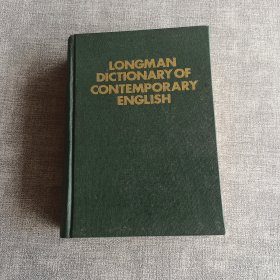 LONGMAN
DICTIONARY OF
CONTEMPORARY
ENGLISH